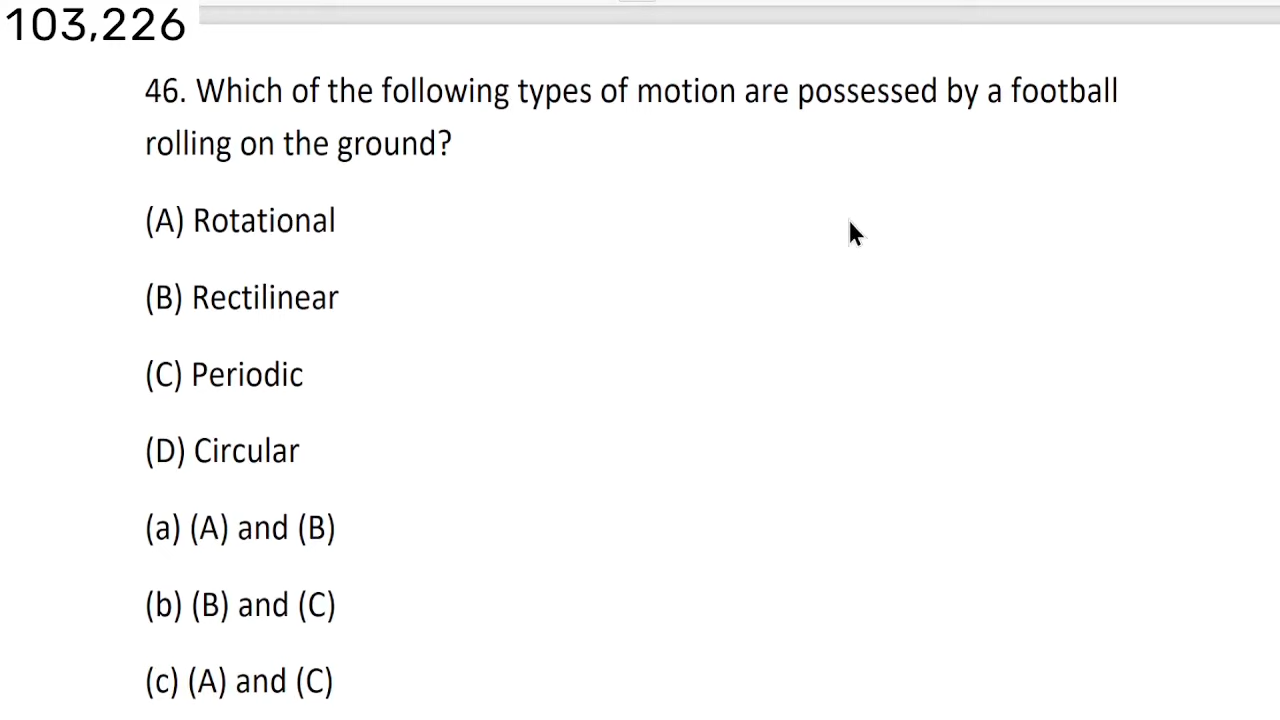 103,226
46. Which of the following types of motion are possessed by a football
rolling on the ground?
(A) Rotational
(B) Rectilinear
(C) Periodic
(D) Circular
(a) (A) and (B)
(b) (B) and (C)
(c) (A) and (C)